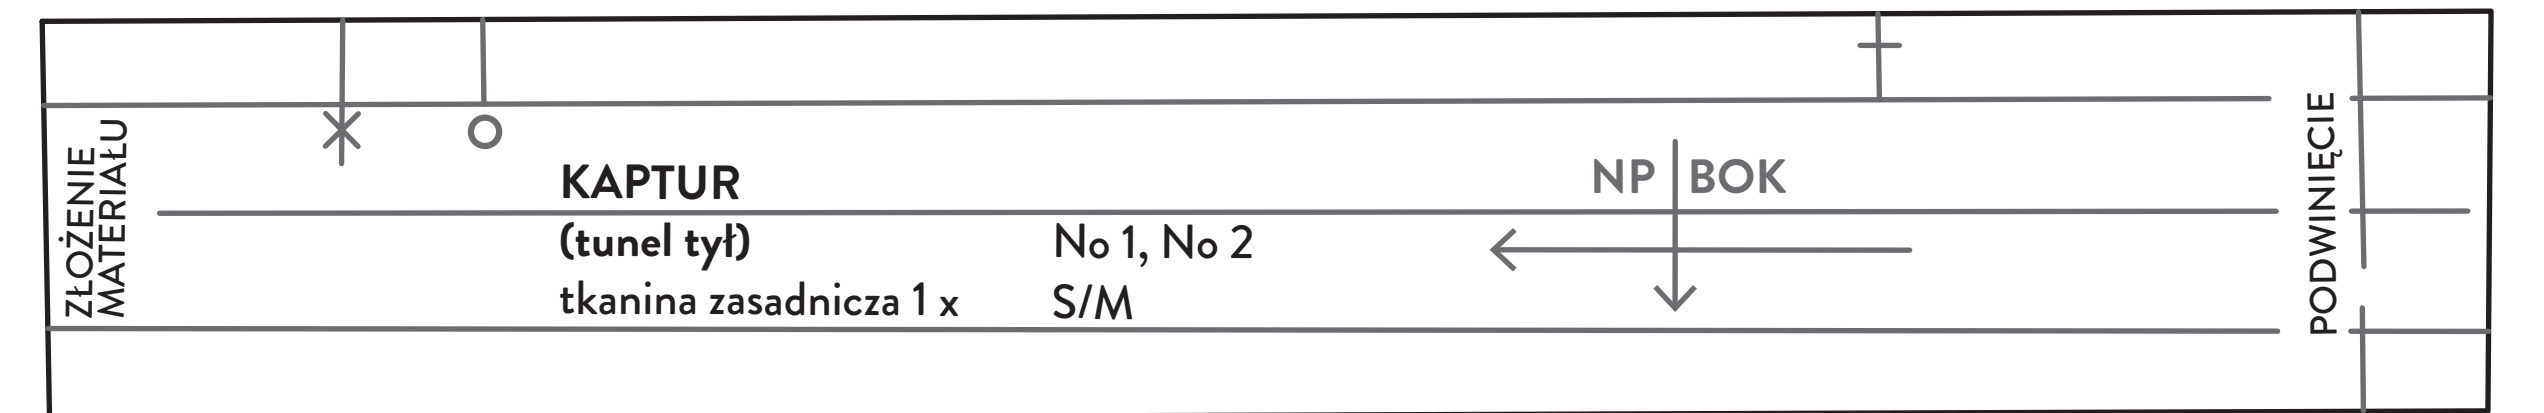 ZŁOŻENIE
MATERIAŁU
KAPTUR
(tunel tył)
tkanina zasadnicza 1 x
No 1, No 2
S/M
NP BOK
PODWINIĘCIE